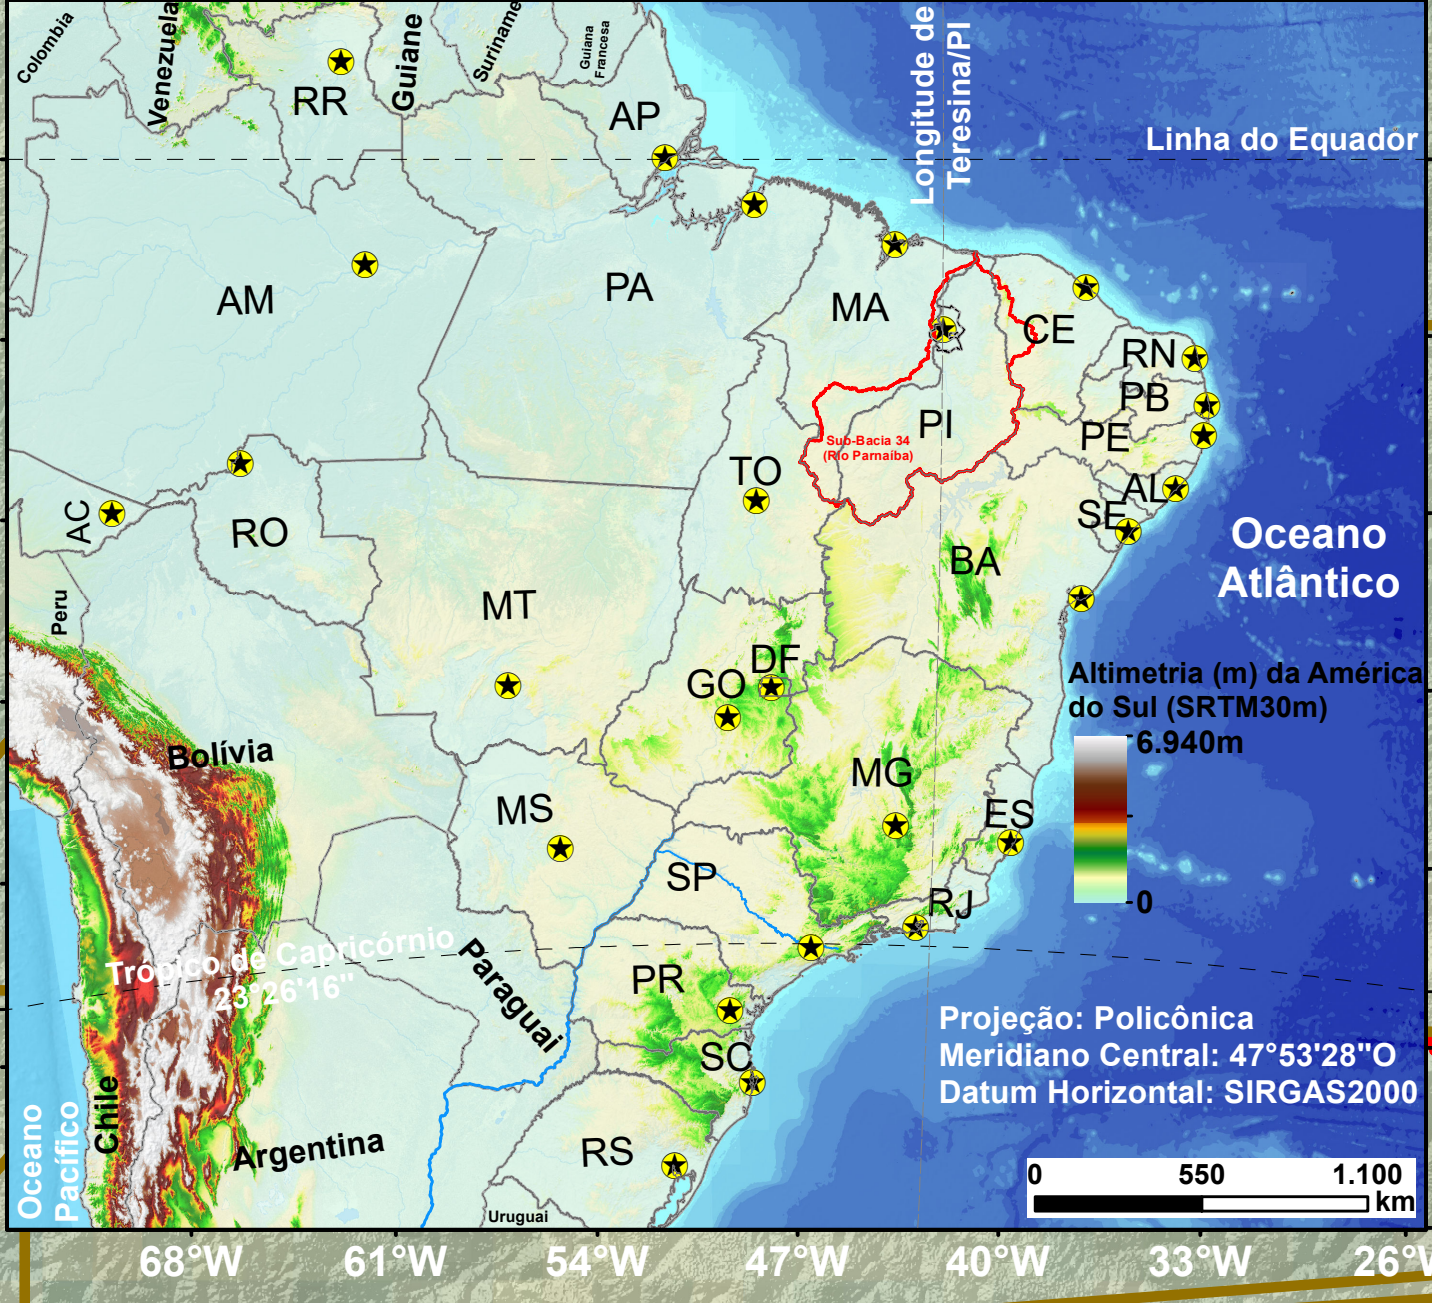 Colombia
Venezuela
Guiane
Suriname
Guiana
Francesa
Longitude de
Teresina/PI
RR
AP
Linha do Equador
AM
PA
MA
CE
RN
PB
PI
PE
Sub-Bacia 34
(Rio Parnaíba)
TO
AL
SE
AC
RO
BA
Oceano
Atlântico
MT
Peru
DF
GO
Altimetria (m) da América
do Sul (SRTM30m)
6.940m
0
Bolívia
MG
MS
ES
SP
RJ
Trópico de Capricórnio
23°26'16"
Paraguai
PR
Projeção: Policônica
Meridiano Central: 47°53'28"O
Datum Horizontal: SIRGAS2000
SC
Chile
Oceano
Pacífico
Argentina
RS
Uruguai
0 550 1.100
km
68°W 61°W 54°W 47°W 40°W 33°W 26°W